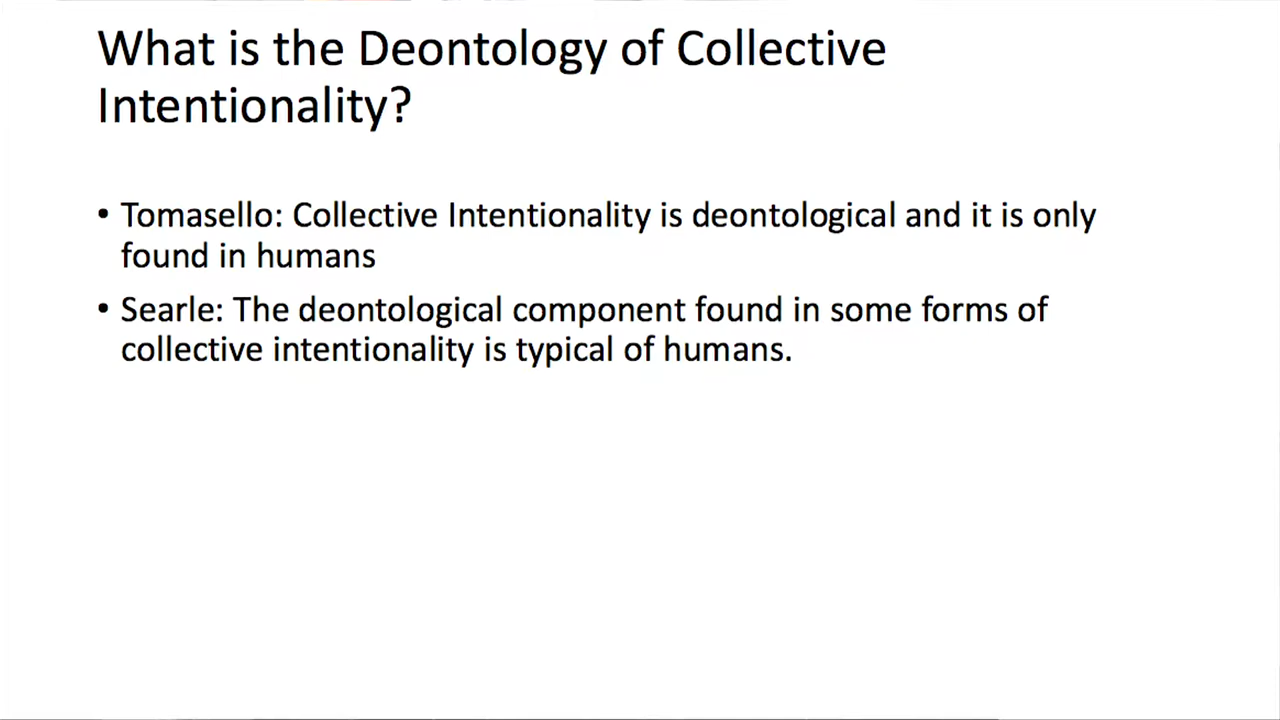 What is the Deontology of Collective
Intentionality?
• Tomasello: Collective Intentionality is deontological and it is only
found in humans
• Searle: The deontological component found in some forms of
collective intentionality is typical of humans.